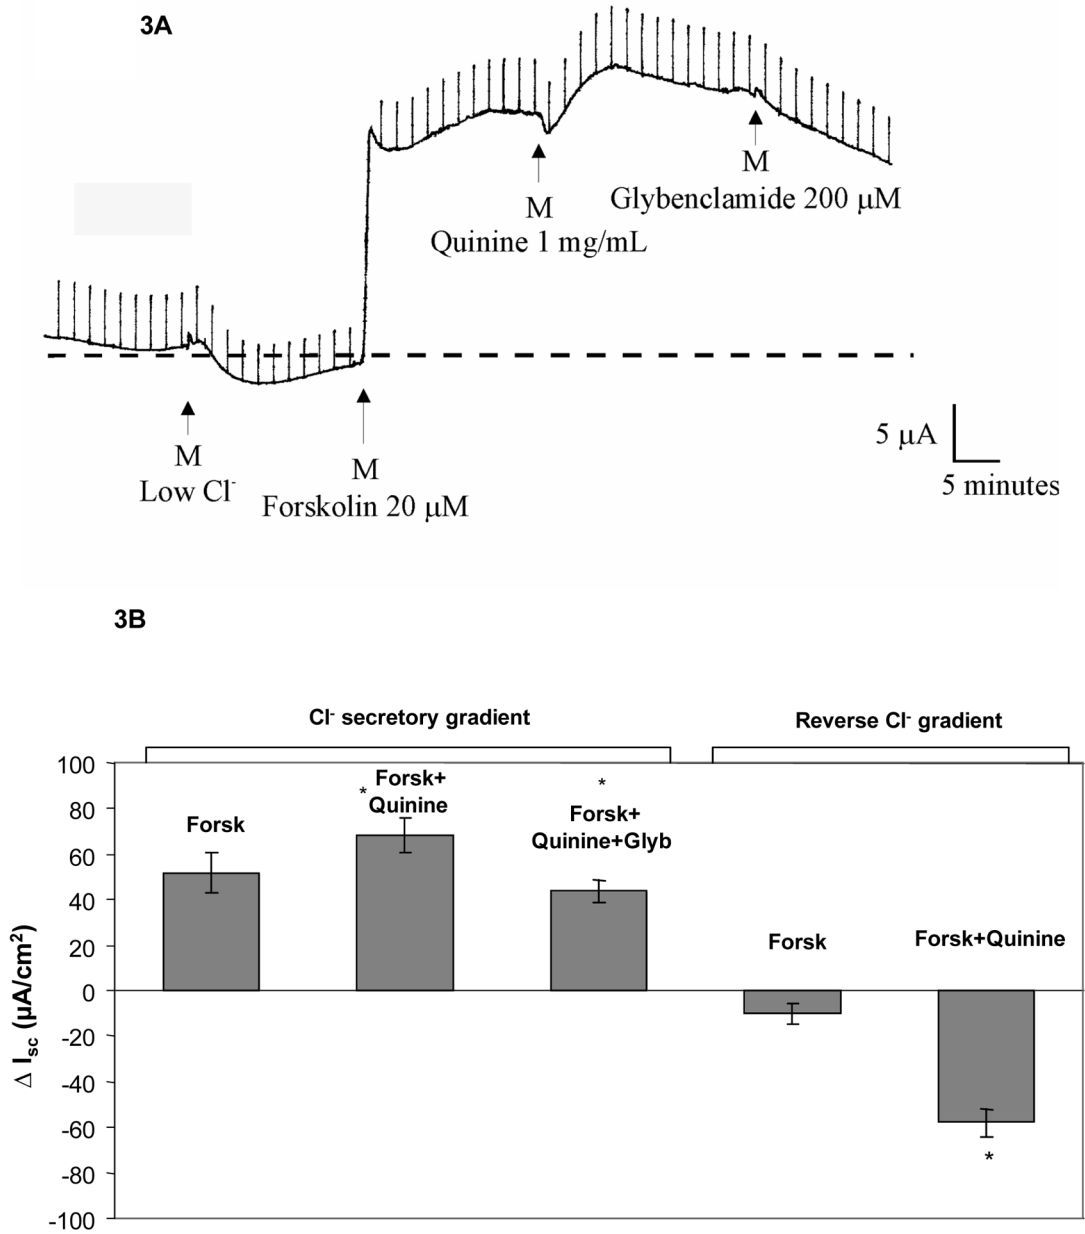 3A
M
Glybenclamide 200 μM
M
Quinine 1 mg/mL
5 μA
5 minutes
M
Low Cl⁻
M
Forskolin 20 μM
3B
Cl⁻ secretory gradient
Reverse Cl⁻ gradient
100
80
60
40
20
0
-20
-40
-60
-80
-100
Δ Isc (μA/cm²)
Forsk
*
Forsk+
Quinine
*
Forsk+
Quinine+Glyb
Forsk
Forsk+Quinine
*